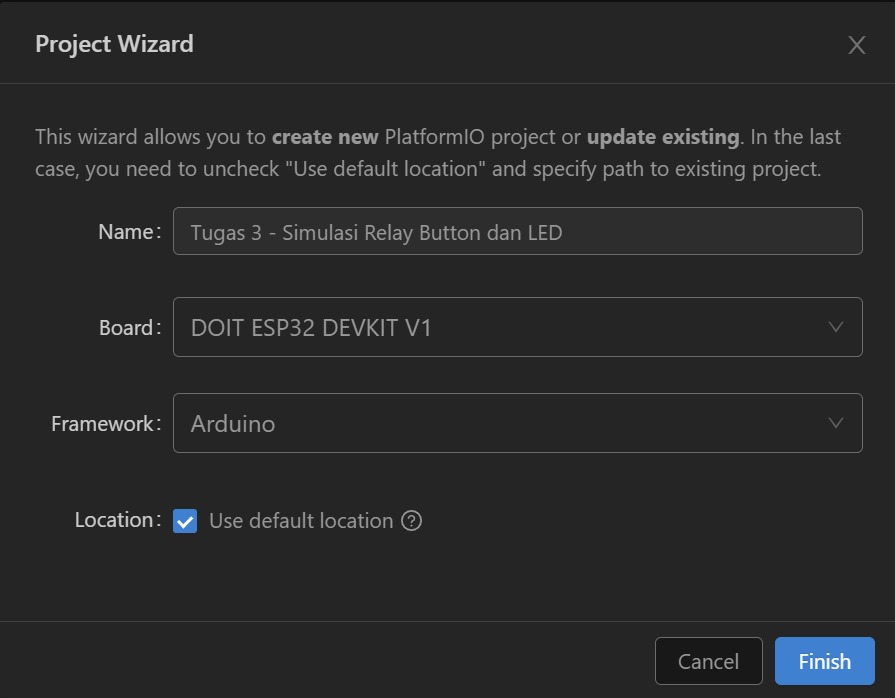 Project Wizard
This wizard allows you to create new PlatformIO project or update existing. In the last
case, you need to uncheck "Use default location" and specify path to existing project.
Name: Tugas 3 - Simulasi Relay Button dan LED
Board: DOIT ESP32 DEVKIT V1
Framework: Arduino
Location: Use default location
Cancel Finish